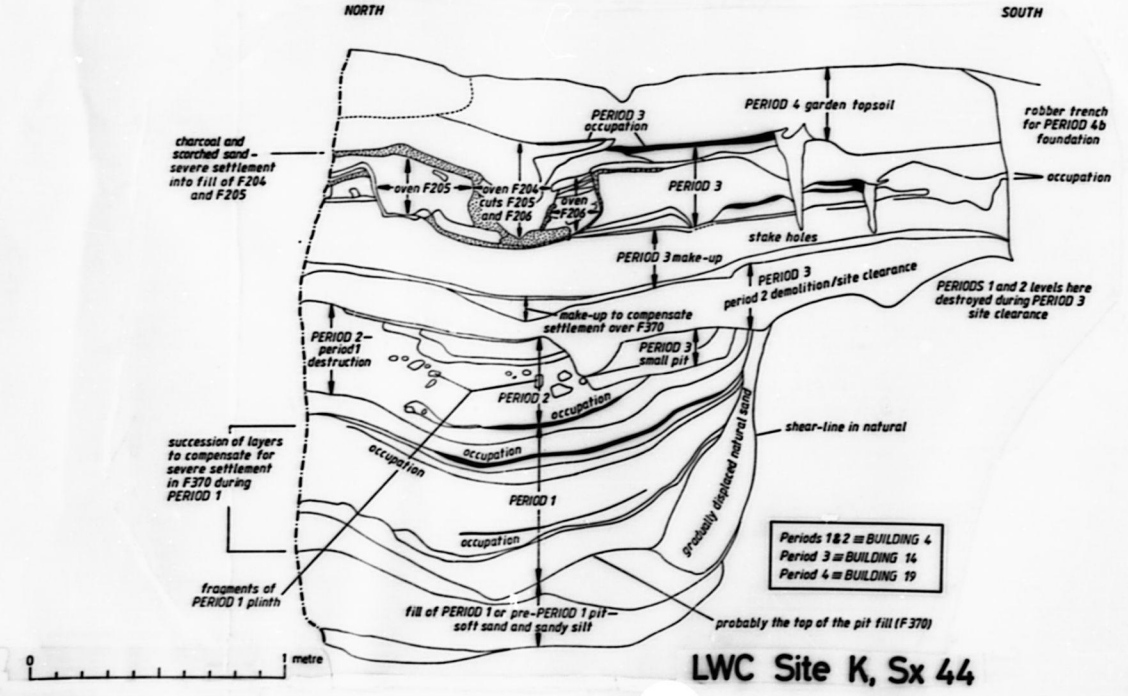 NORTH
SOUTH
PERIOD 4 garden topsoil
PERIOD 3
occupation
robber trench
for PERIOD 4b
foundation
charcoal and
scorched sand–
severe settlement
into fill of F204
and F205
occupation
oven F205
oven F204
cuts F205
and F206
oven
F206
PERIOD 3
stake holes
PERIOD 3 make-up
PERIOD 3
period 2 demolition/site clearance
PERIODS 1 and 2 levels here
destroyed during PERIOD 3
site clearance
make-up to compensate
settlement over F370
PERIOD 2–
period 1
destruction
PERIOD 3
small pit
PERIOD 2
occupation
shear-line in natural
succession of layers
to compensate for
severe settlement
in F370 during
PERIOD 1
occupation
occupation
gradually displaced natural sand
PERIOD 1
occupation
Periods 1&2 ≡ BUILDING 4
Period 3 ≡ BUILDING 14
Period 4 ≡ BUILDING 19
fragments of
PERIOD 1 plinth
fill of PERIOD 1 or pre-PERIOD 1 pit–
soft sand and sandy silt
probably the top of the pit fill (F370)
0
1 metre
LWC Site K, Sx 44